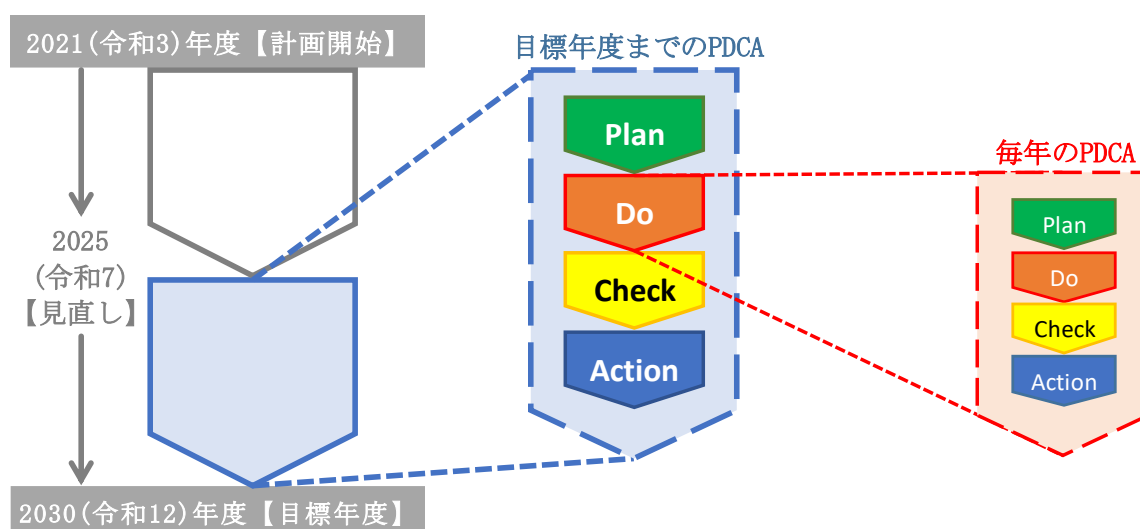 2021(令和3)年度【計画開始】
2025
(令和7)
【見直し】
2030(令和12)年度【目標年度】
目標年度までのPDCA
Plan
Do
Check
Action
毎年のPDCA
Plan
Do
Check
Action